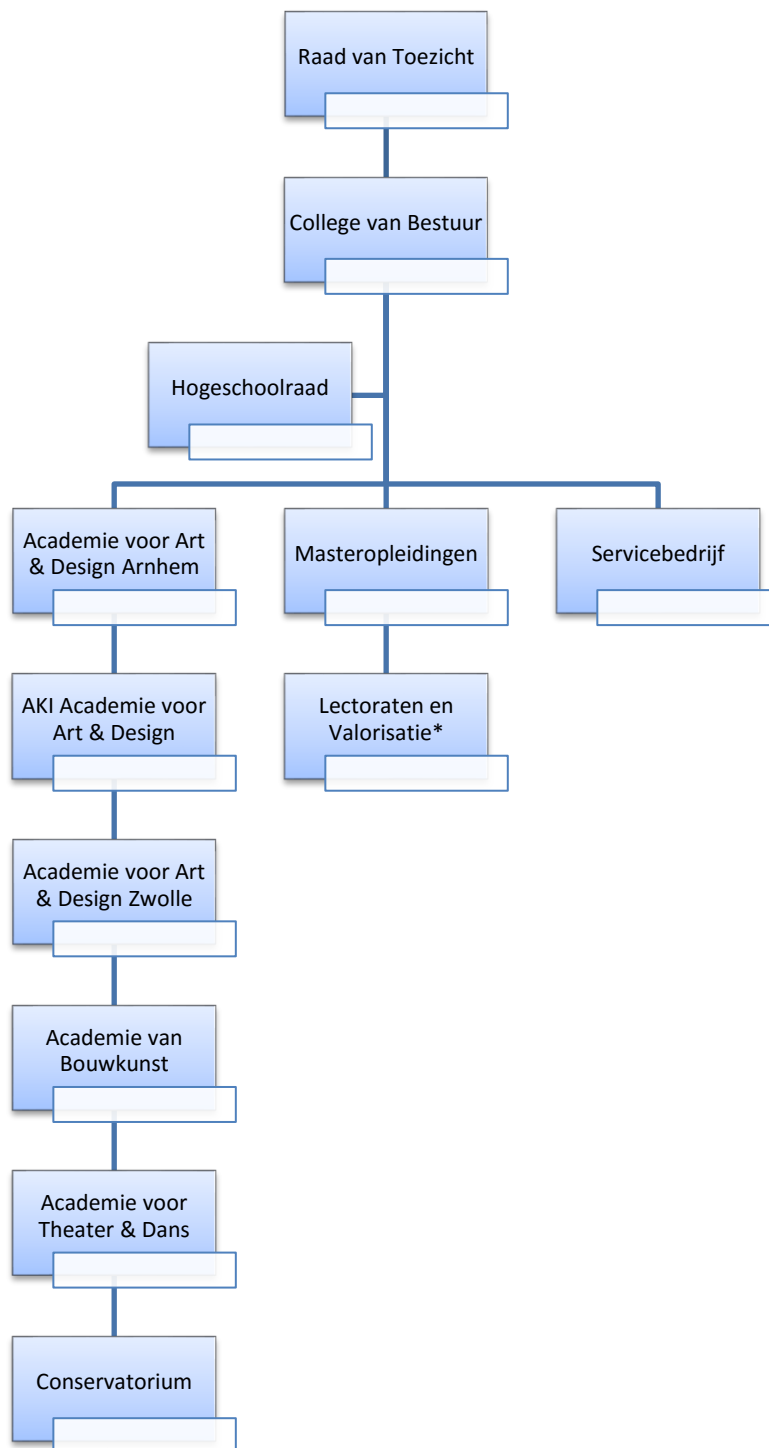 Raad van Toezicht
College van Bestuur
Hogeschoolraad
Academie voor Art
& Design Arnhem
Masteropleidingen
Servicebedrijf
AKI Academie voor
Art & Design
Lectoraten en
Valorisatie*
Academie voor Art
& Design Zwolle
Academie van
Bouwkunst
Academie voor
Theater & Dans
Conservatorium